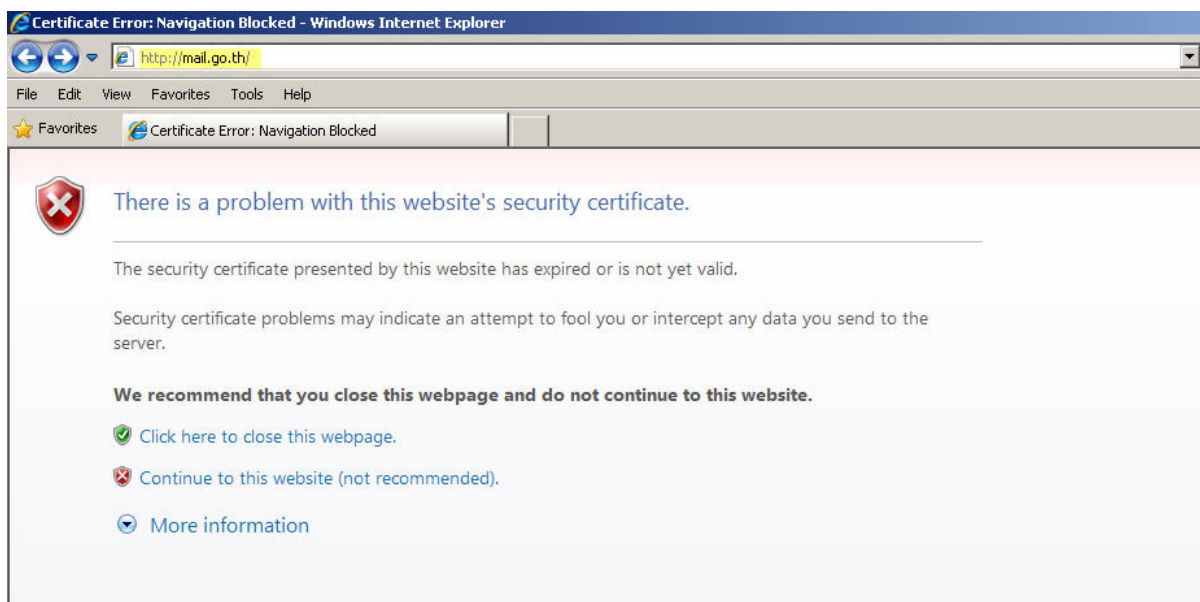 Certificate Error: Navigation Blocked - Windows Internet Explorer
http://mail.go.th/
File Edit View Favorites Tools Help
Favorites Certificate Error: Navigation Blocked
There is a problem with this website's security certificate.
The security certificate presented by this website has expired or is not yet valid.
Security certificate problems may indicate an attempt to fool you or intercept any data you send to the
server.
We recommend that you close this webpage and do not continue to this website.
Click here to close this webpage.
Continue to this website (not recommended).
More information